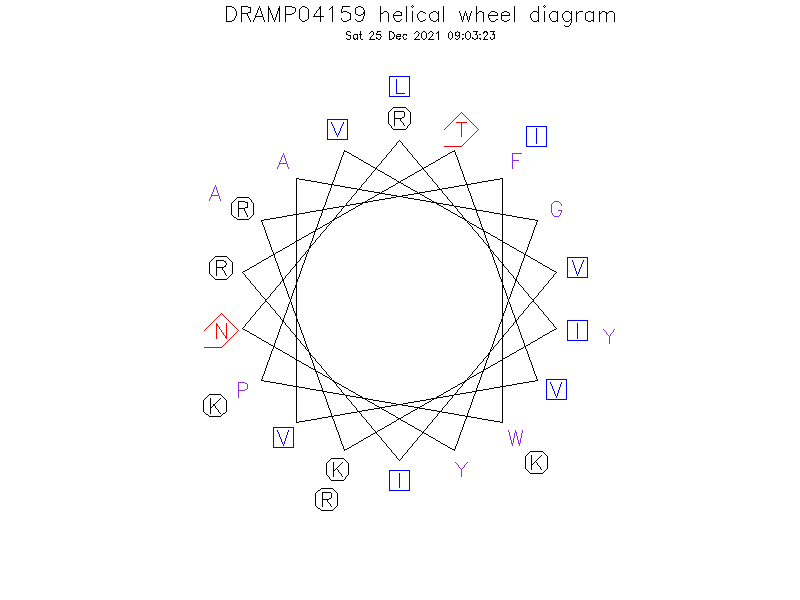 DRAMP04159 helical wheel diagram
Sat 25 Dec 2021 09:03:23
L
R
V
T
I
A
F
A
R
G
R
V
N
I
Y
P
V
K
V
W
K
K
Y
I
R